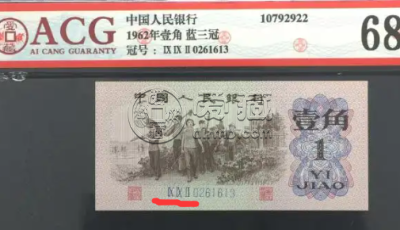 ACG
AI CANG GUARANTY
中国人民银行
1962年壹角 蓝三冠
冠号：IX IX II 0261613
10792922
68
中国人民银行
壹角
1
YI
JIAO
IX IX II 0261613